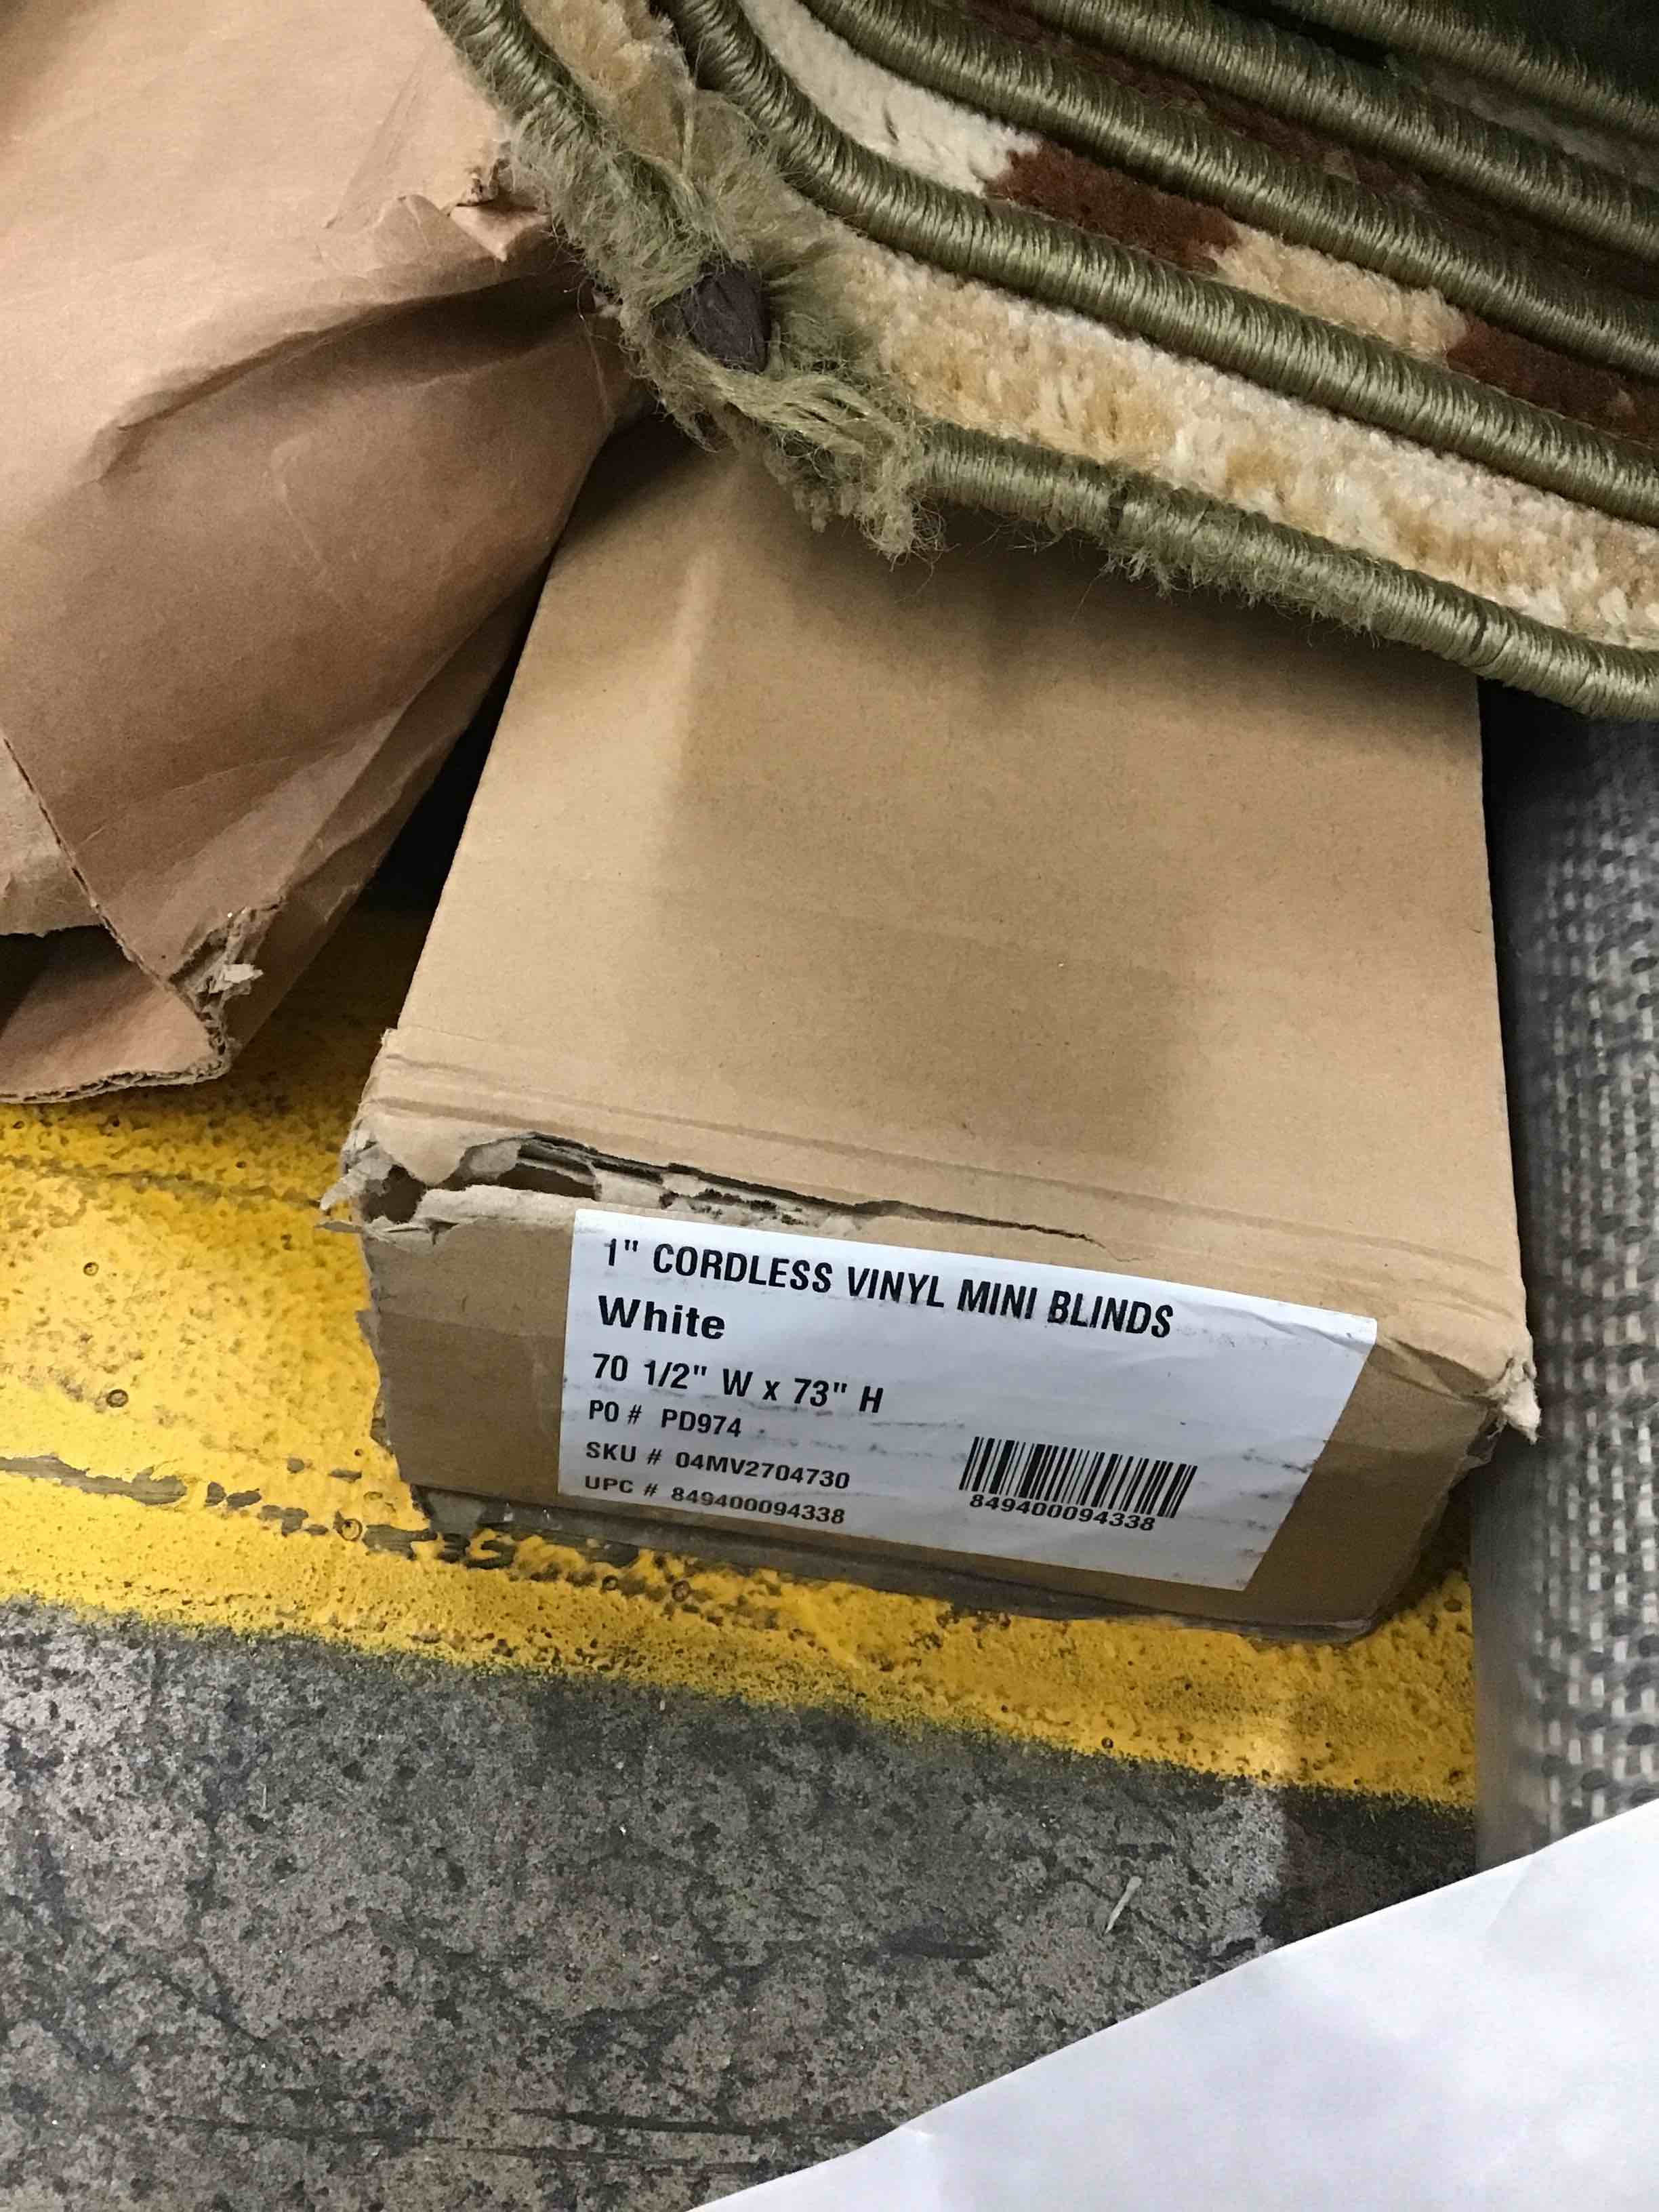 1" CORDLESS VINYL MINI BLINDS
White
70 1/2" W x 73" H
PO # PD974
SKU # 04MV2704730
UPC # 849400094338
849400094338